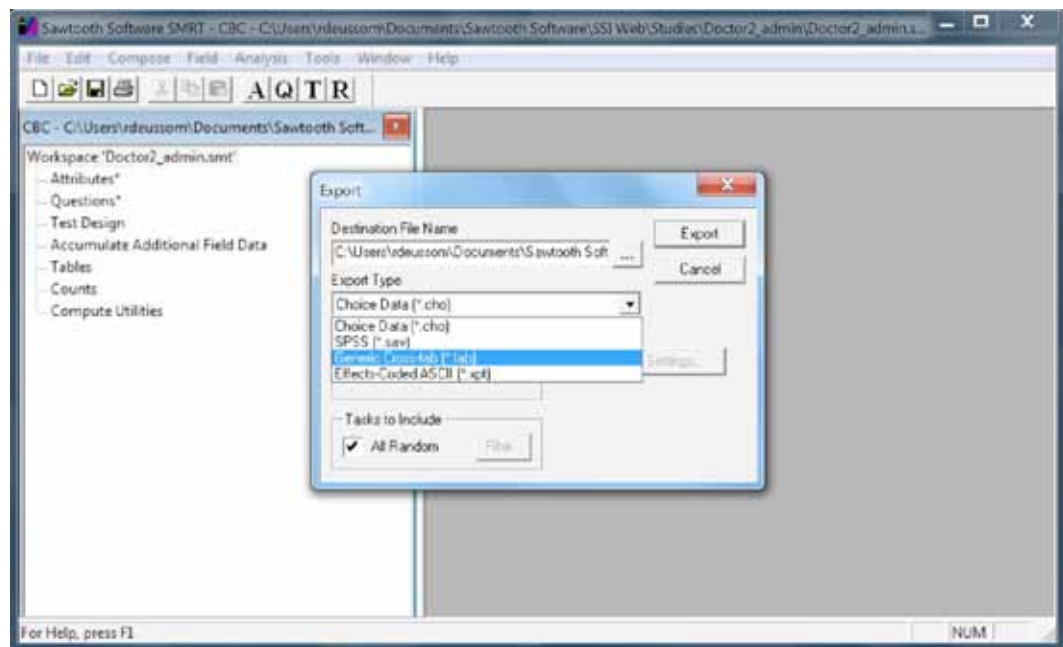 Sawtooth Software SMRT - CBC - C:\Users\rdeussom\Documents\Sawtooth Software\SSI Web\Studies\Doctor2_admin\Doctor2_admin.s...
File Edit Compose Field Analysis Tools Window Help
A Q T R
CBC - C:\Users\rdeussom\Documents\Sawtooth Soft...
Workspace 'Doctor2_admin.smt'
Attributes*
Questions*
Test Design
Accumulate Additional Field Data
Tables
Counts
Compute Utilities
Export
Destination File Name
C:\Users\rdeussom\Documents\Sawtooth Soft
...
Export
Cancel
Export Type
Choice Data (*.cho)
Choice Data (*.cho)
SPSS (*.sav)
Generic Cross-tab (*.tab)
Effects-Coded ASCII (*.xpt)
Settings...
Tasks to Include
All Random
Filter
For Help, press F1
NUM